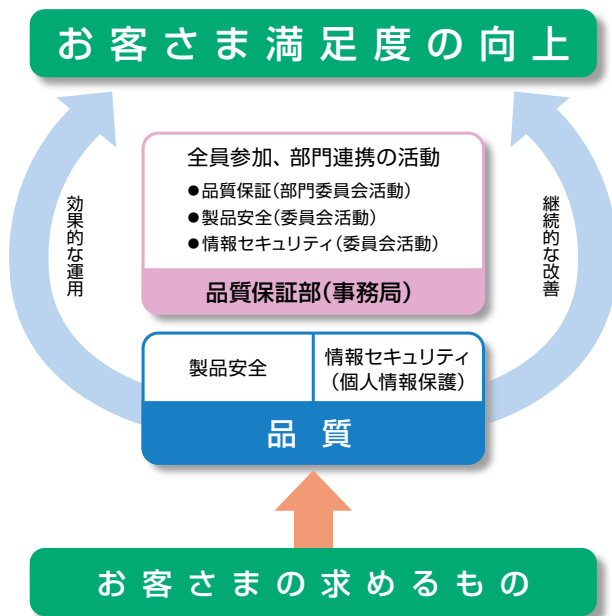 お客さま満足度の向上
全員参加、部門連携の活動
●品質保証(部門委員会活動)
●製品安全(委員会活動)
●情報セキュリティ(委員会活動)
品質保証部(事務局)
効果的な運用
継続的な改善
製品安全
情報セキュリティ
(個人情報保護)
品質
お客さまの求めるもの